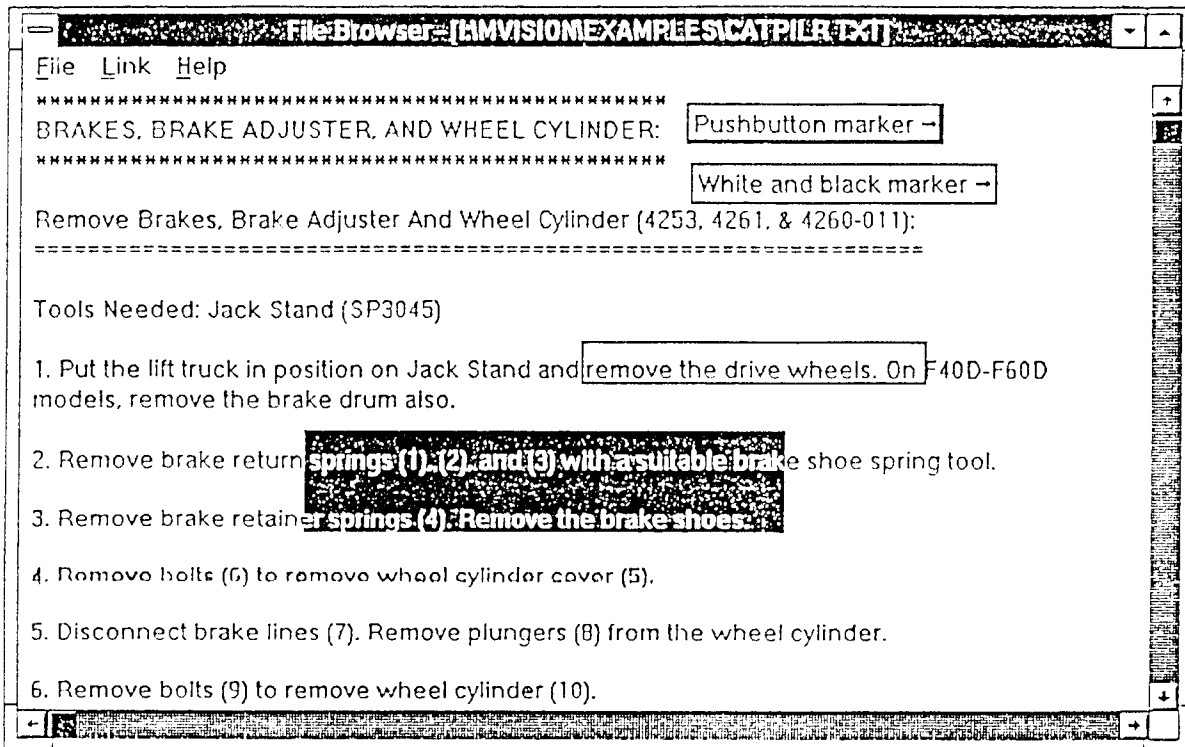 File Browser - [L:\MVISION\EXAMPLES\CATPILR.TXT]
File Link Help
************************************************
BRAKES, BRAKE ADJUSTER, AND WHEEL CYLINDER:
Pushbutton marker →
************************************************
White and black marker →
Remove Brakes, Brake Adjuster And Wheel Cylinder (4253, 4261, & 4260-011):
====================================================================
Tools Needed: Jack Stand (SP3045)
1. Put the lift truck in position on Jack Stand and remove the drive wheels. On F40D-F60D
models, remove the brake drum also.
2. Remove brake return springs (1), (2), and (3) with a suitable brake shoe spring tool.
3. Remove brake retainer springs (4). Remove the brake shoes.
4. Remove bolts (6) to remove wheel cylinder cover (5).
5. Disconnect brake lines (7). Remove plungers (8) from the wheel cylinder.
6. Remove bolts (9) to remove wheel cylinder (10).